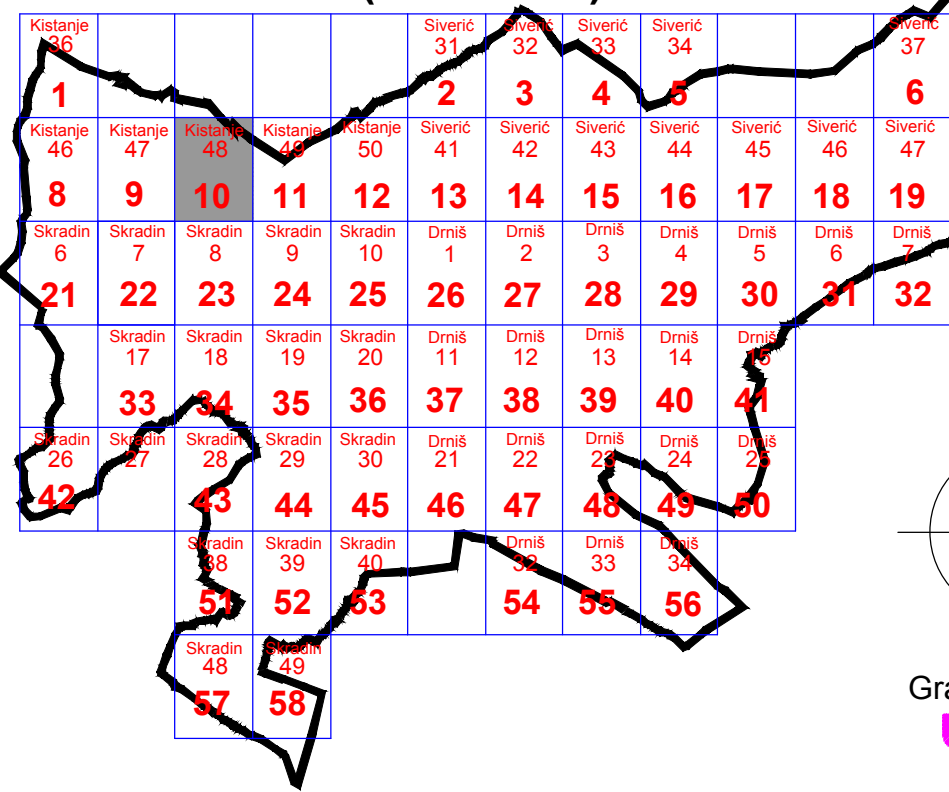 Kistanje Siverić Siverić Siverić Siverić Siverić
36 31 32 33 34 37
1 2 3 4 5 6
Kistanje Kistanje Kistanje Kistanje Kistanje Siverić Siverić Siverić Siverić Siverić Siverić Siverić
46 47 48 49 50 41 42 43 44 45 46 47
8 9 10 11 12 13 14 15 16 17 18 19
Skradin Skradin Skradin Skradin Skradin Drniš Drniš Drniš Drniš Drniš Drniš Drniš
6 7 8 9 10 1 2 3 4 5 6 7
21 22 23 24 25 26 27 28 29 30 31 32
Skradin Skradin Skradin Skradin Drniš Drniš Drniš Drniš Drniš
17 18 19 20 11 12 13 14 15
33 34 35 36 37 38 39 40 41
Skradin Skradin Skradin Skradin Skradin Drniš Drniš Drniš Drniš Drniš
26 27 28 29 30 21 22 23 24 25
42 43 44 45 46 47 48 49 50
Skradin Skradin Skradin Drniš Drniš Drniš
38 39 40 32 33 34
51 52 53 54 55 56
Skradin Skradin
48 49
57 58
Gra